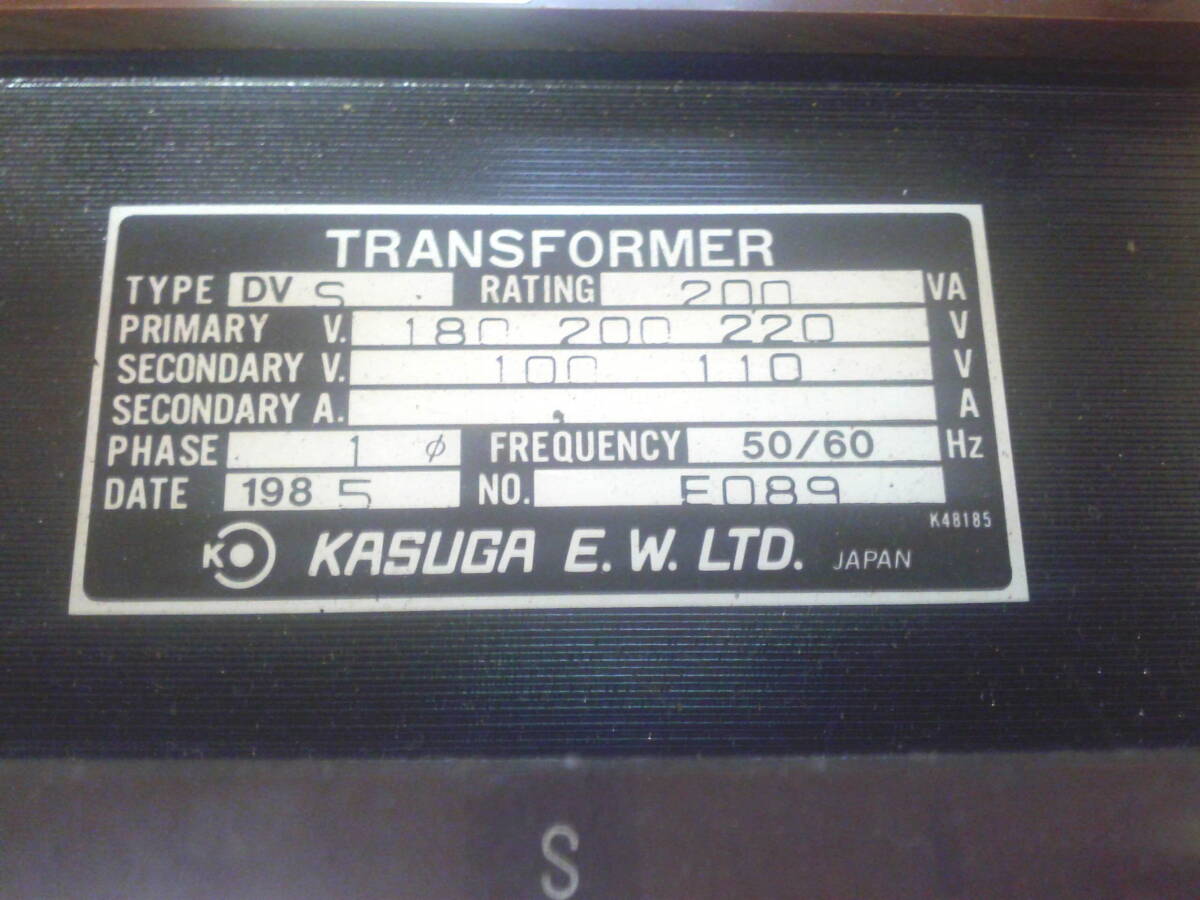 TRANSFORMER
TYPE DV S RATING 200 VA
PRIMARY V. 180 200 220 V
SECONDARY V. 100 110 V
SECONDARY A. A
PHASE 1 φ FREQUENCY 50/60 Hz
DATE 1985 NO. E089
K48185
K KASUGA E. W. LTD. JAPAN
S